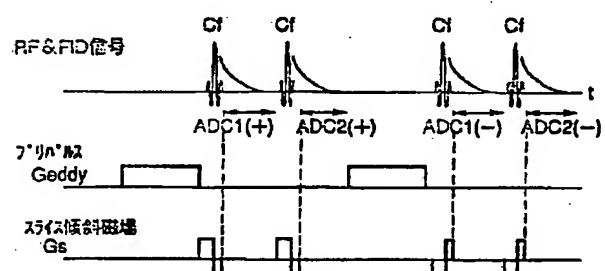 Cf Cf Cf Cf
RF&FID信号
t
ADC1(+) ADC2(+) ADC1(-) ADC2(-)
プリパルス
Geddy
スライス傾斜磁場
Gs